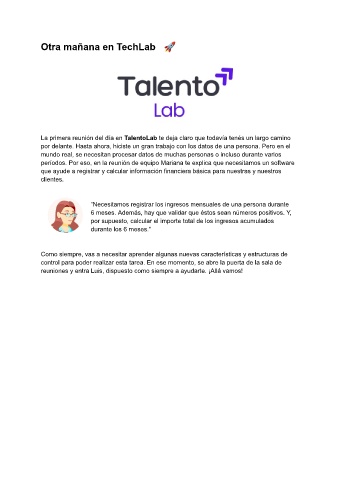 Otra mañana en TechLab 🚀
Talento
Lab
La primera reunión del día en TalentoLab te deja claro que todavía tenés un largo camino
por delante. Hasta ahora, hiciste un gran trabajo con los datos de una persona. Pero en el
mundo real, se necesitan procesar datos de muchas personas o incluso durante varios
períodos. Por eso, en la reunión de equipo Mariana te explica que necesitamos un software
que ayude a registrar y calcular información financiera básica para nuestras y nuestros
clientes.
"Necesitamos registrar los ingresos mensuales de una persona durante
6 meses. Además, hay que validar que éstos sean números positivos. Y,
por supuesto, calcular el importe total de los ingresos acumulados
durante los 6 meses."
Como siempre, vas a necesitar aprender algunas nuevas características y estructuras de
control para poder realizar esta tarea. En ese momento, se abre la puerta de la sala de
reuniones y entra Luis, dispuesto como siempre a ayudarte. ¡Allá vamos!